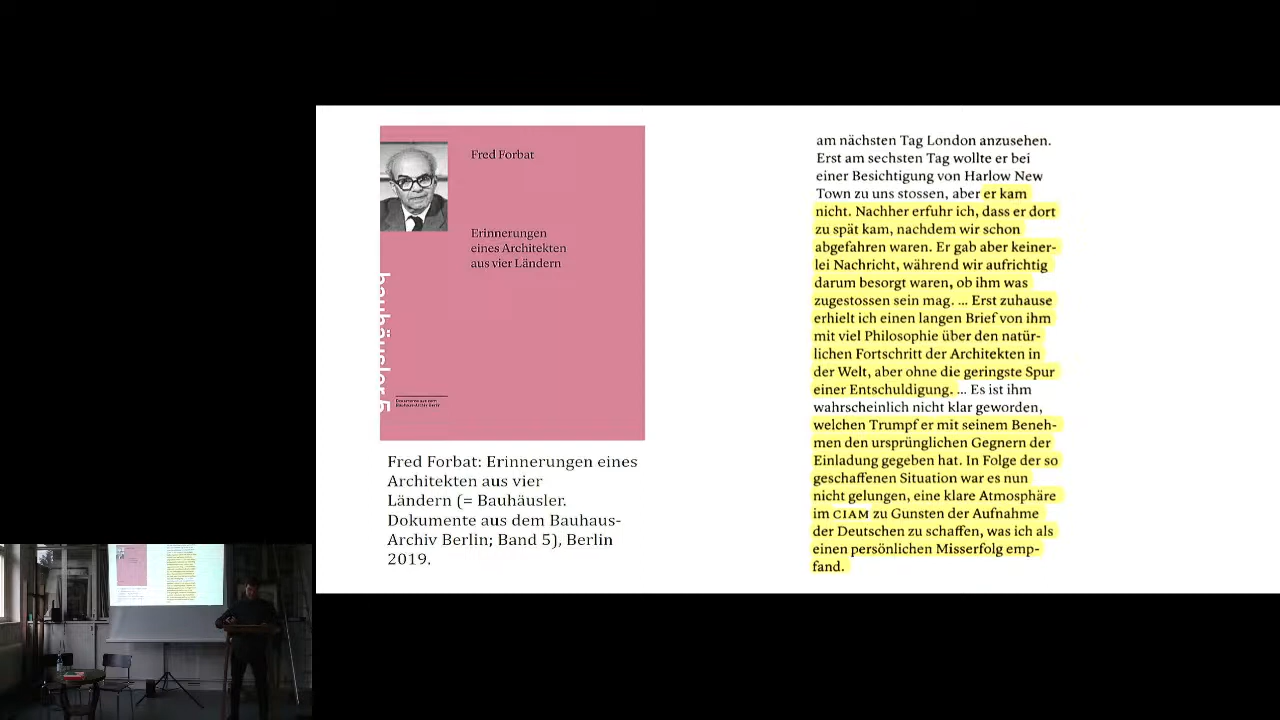 Fred Forbat
Erinnerungen
eines Architekten
aus vier Ländern
bauhäusler 5
Dokumente aus dem
Bauhaus-Archiv Berlin
Fred Forbat: Erinnerungen eines
Architekten aus vier
Ländern (= Bauhäusler.
Dokumente aus dem Bauhaus-
Archiv Berlin; Band 5), Berlin
2019.
am nächsten Tag London anzusehen.
Erst am sechsten Tag wollte er bei
einer Besichtigung von Harlow New
Town zu uns stossen, aber er kam
nicht. Nachher erfuhr ich, dass er dort
zu spät kam, nachdem wir schon
abgefahren waren. Er gab aber keiner-
lei Nachricht, während wir aufrichtig
darum besorgt waren, ob ihm was
zugestossen sein mag. ... Erst zuhause
erhielt ich einen langen Brief von ihm
mit viel Philosophie über den natür-
lichen Fortschritt der Architekten in
der Welt, aber ohne die geringste Spur
einer Entschuldigung. ... Es ist ihm
wahrscheinlich nicht klar geworden,
welchen Trumpf er mit seinem Beneh-
men den ursprünglichen Gegnern der
Einladung gegeben hat. In Folge der so
geschaffenen Situation war es nun
nicht gelungen, eine klare Atmosphäre
im CIAM zu Gunsten der Aufnahme
der Deutschen zu schaffen, was ich als
einen persönlichen Misserfolg emp-
fand.